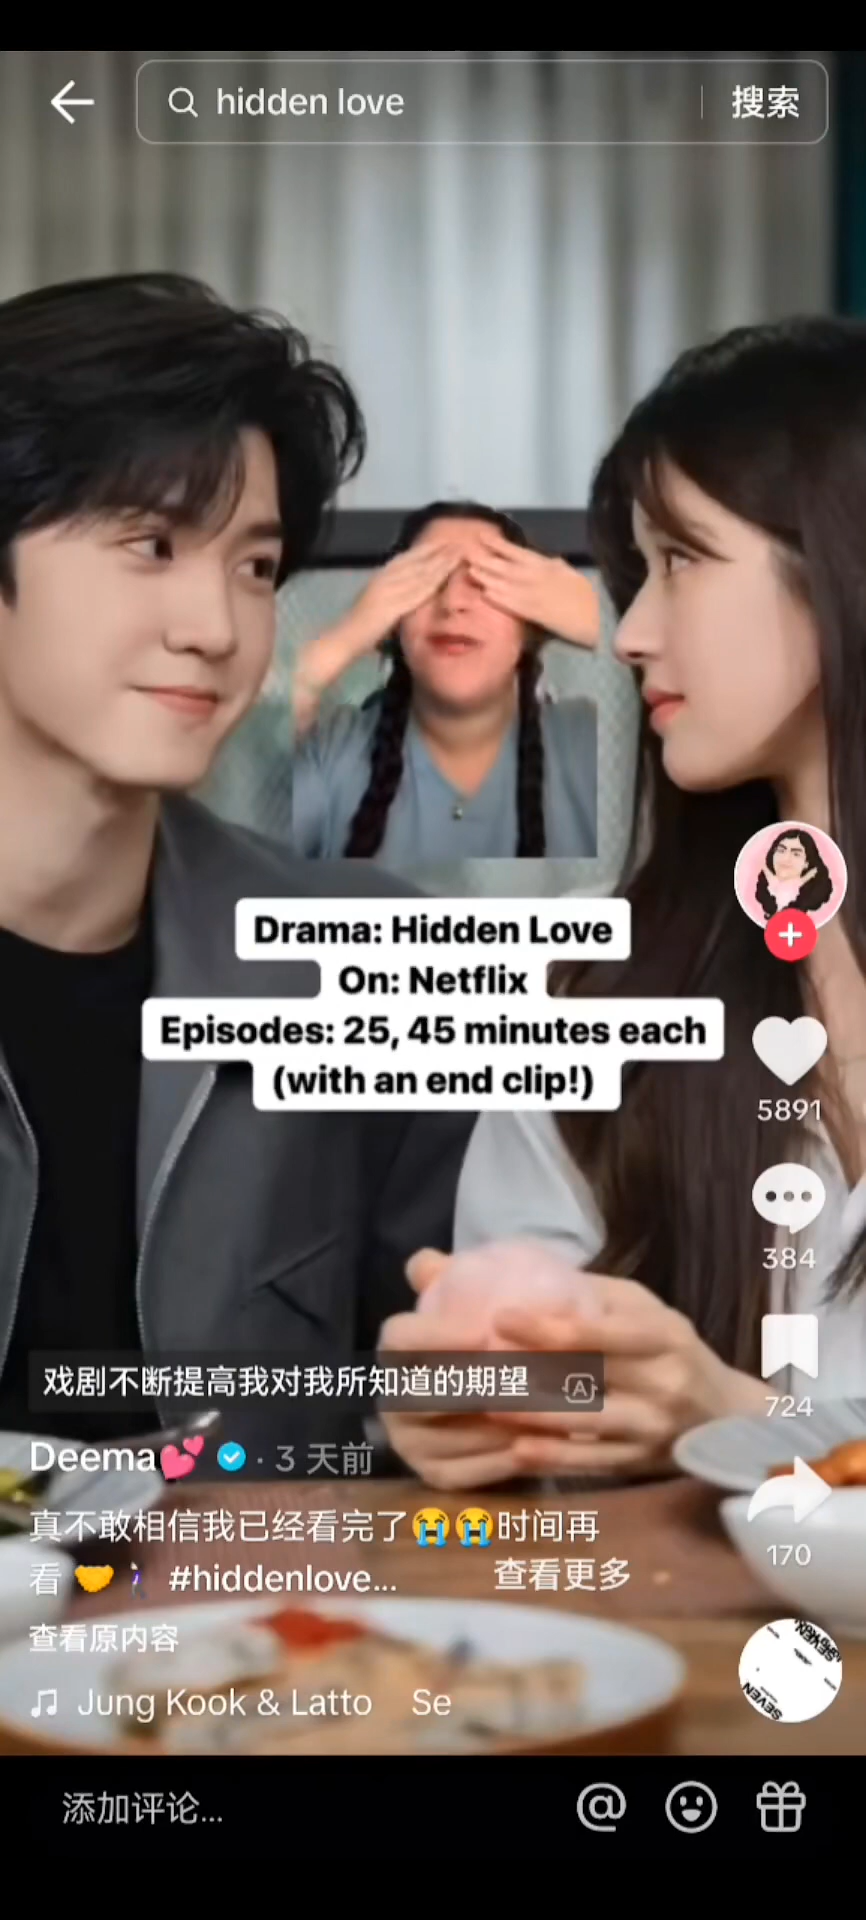 hidden love
搜索
Drama: Hidden Love
On: Netflix
Episodes: 25, 45 minutes each
(with an end clip!)
5891
384
戏剧不断提高我对我所知道的期望
724
Deema💕 · 3 天前
真不敢相信我已经看完了😭😭时间再
看 🤝🚶‍♀️ #hiddenlove... 查看更多
170
查看原内容
Jung Kook & Latto Se
SEVEN
添加评论...